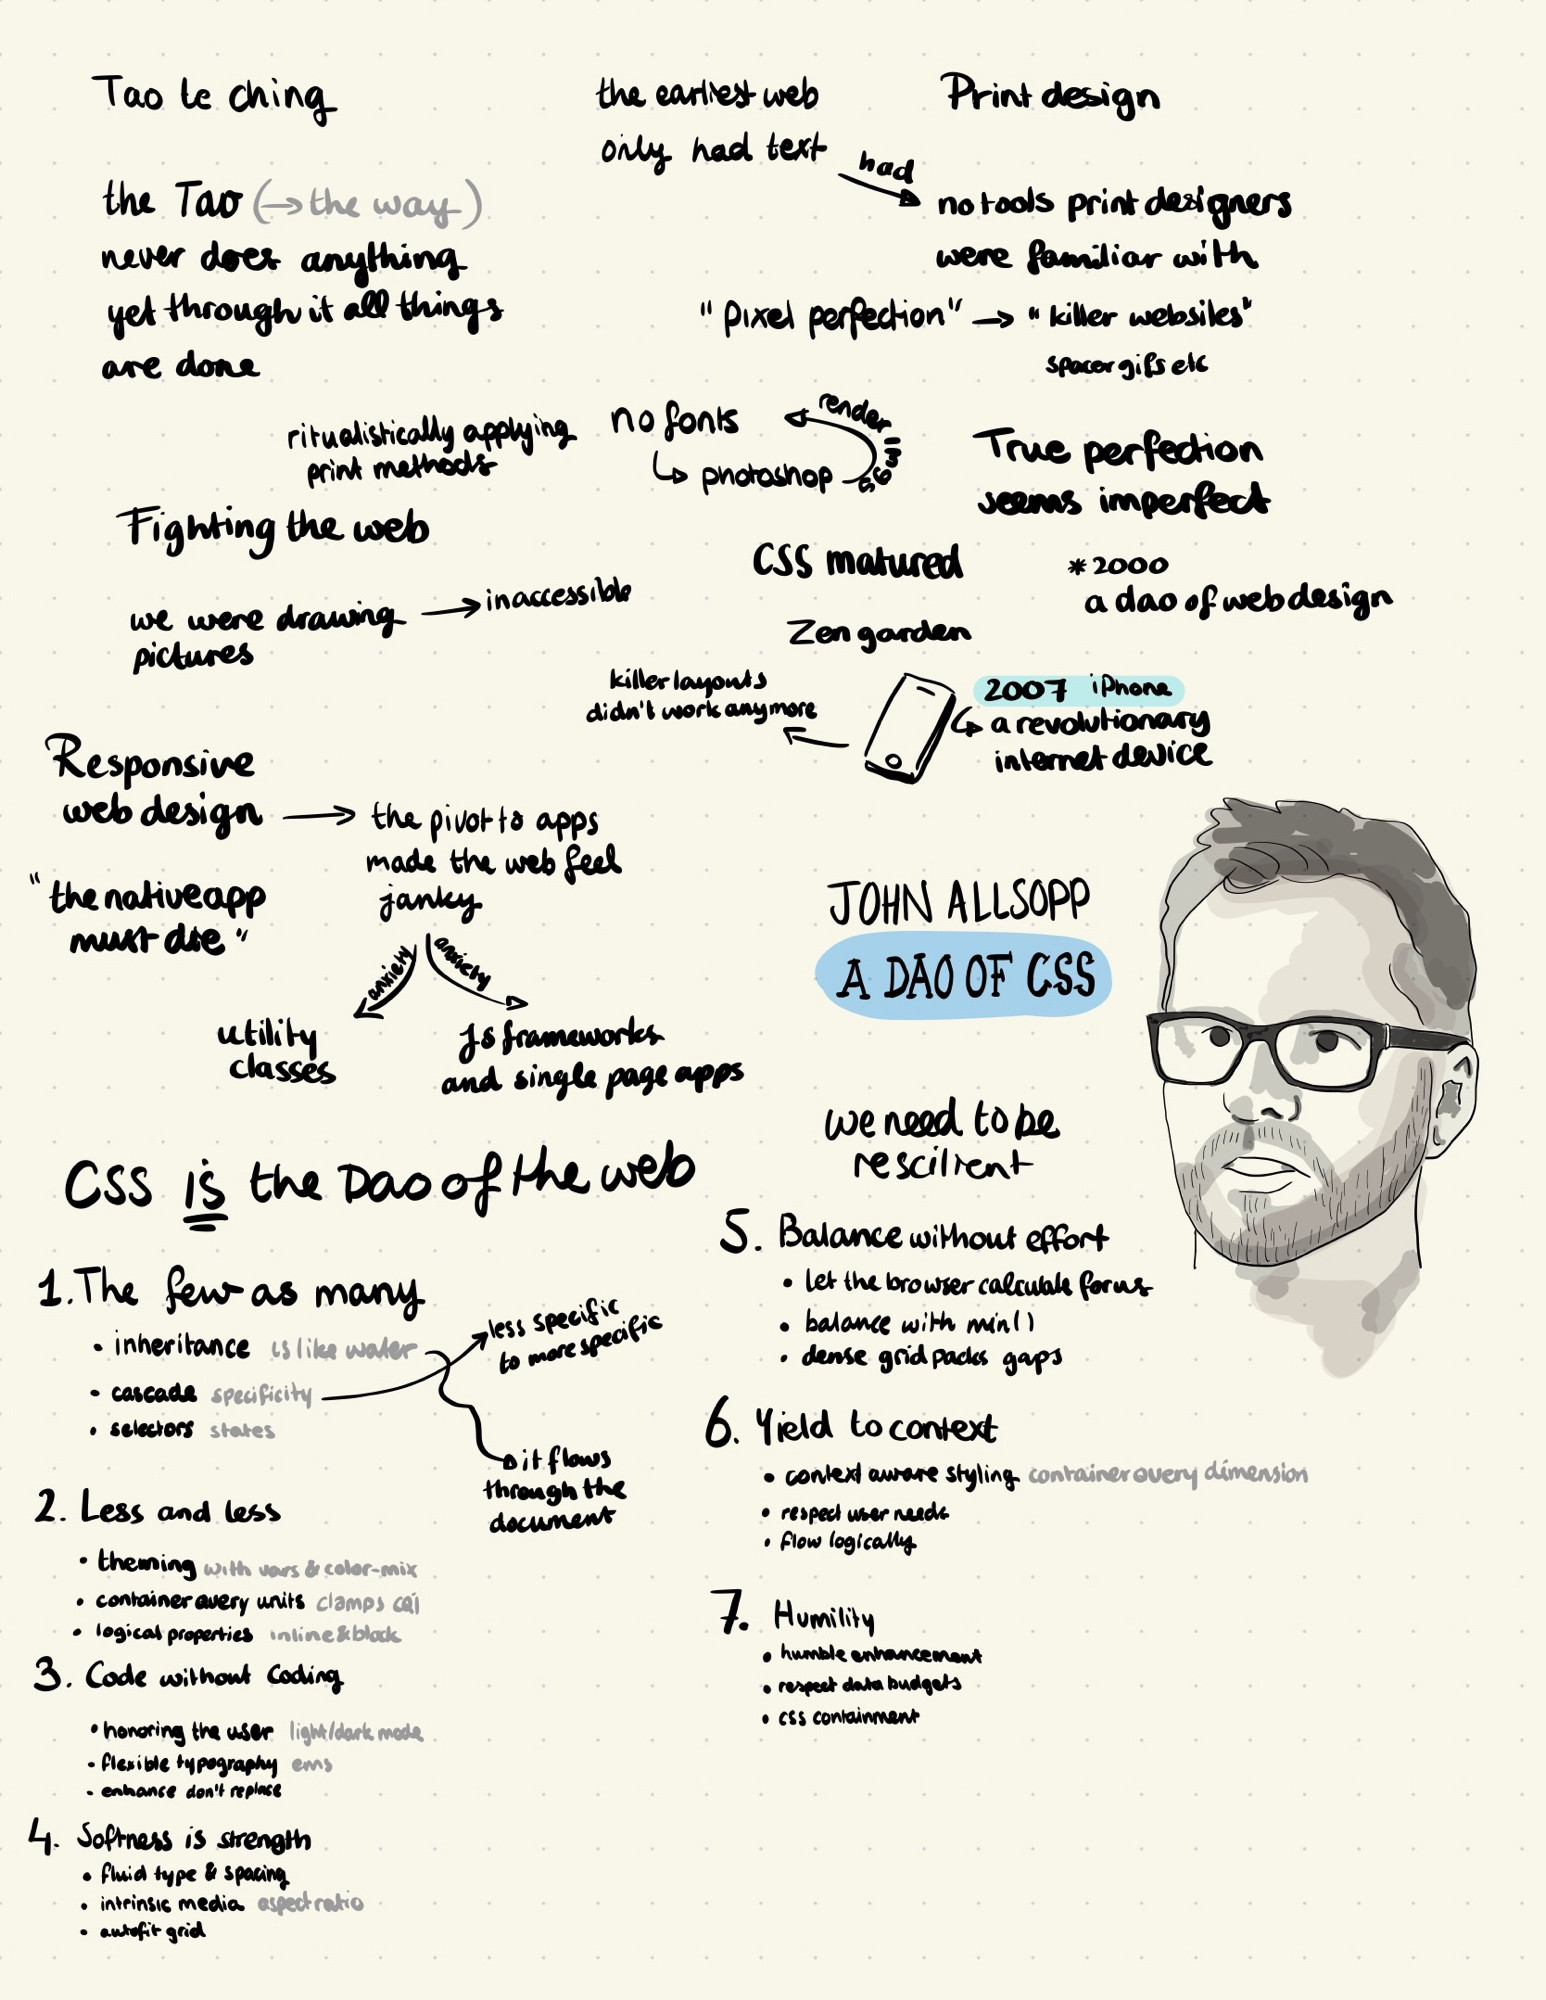 Tao te ching
the Tao (→ the way)
never does anything
yet through it all things
are done
the earliest web
only had text
had
Print design
no tools print designers
were familiar with
"Pixel perfection" → "killer websites"
spacer gifs etc
ritualistically applying
print methods
no fonts
photoshop
render
as
True perfection
seems imperfect
Fighting the web
we were drawing
pictures
inaccessible
CSS matured
Zen garden
*2000
a dao of web design
killer layouts
didn't work anymore
2007 iPhone
a revolutionary
internet device
Responsive
web design
the pivot to apps
made the web feel
janky
"the native app
must die"
anxiety
anxiety
utility
classes
Js frameworks
and single page apps
JOHN ALLSOPP
A DAO OF CSS
we need to be
rescilient
CSS is the Dao of the web
1. The few as many
• inheritance is like water
• cascade specificity
• selectors states
less specific
to more specific
it flows
through the
document
2. Less and less
• theming with vars & color-mix
• container query units clamps cqi
• logical properties inline & block
3. Code without Coding
• honoring the user light/dark mode
• flexible typography ems
• enhance don't replace
4. Softness is strength
• fluid type & spacing
• intrinsic media aspect ratio
• autofit grid
5. Balance without effort
• let the browser calculate for us
• balance with min()
• dense grid packs gaps
6. Yield to context
• context aware styling container query dimension
• respect user needs
• flow logically
7. Humility
• humble enhancement
• respect data budgets
• css containment